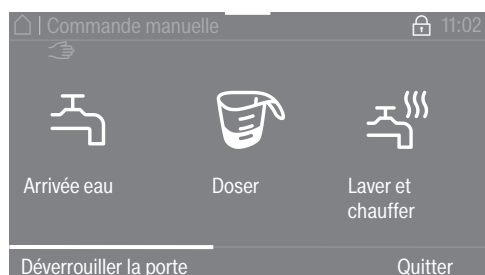 | Commande manuelle 11:02
Arrivée eau Doser Laver et
chauffer
Déverrouiller la porte Quitter